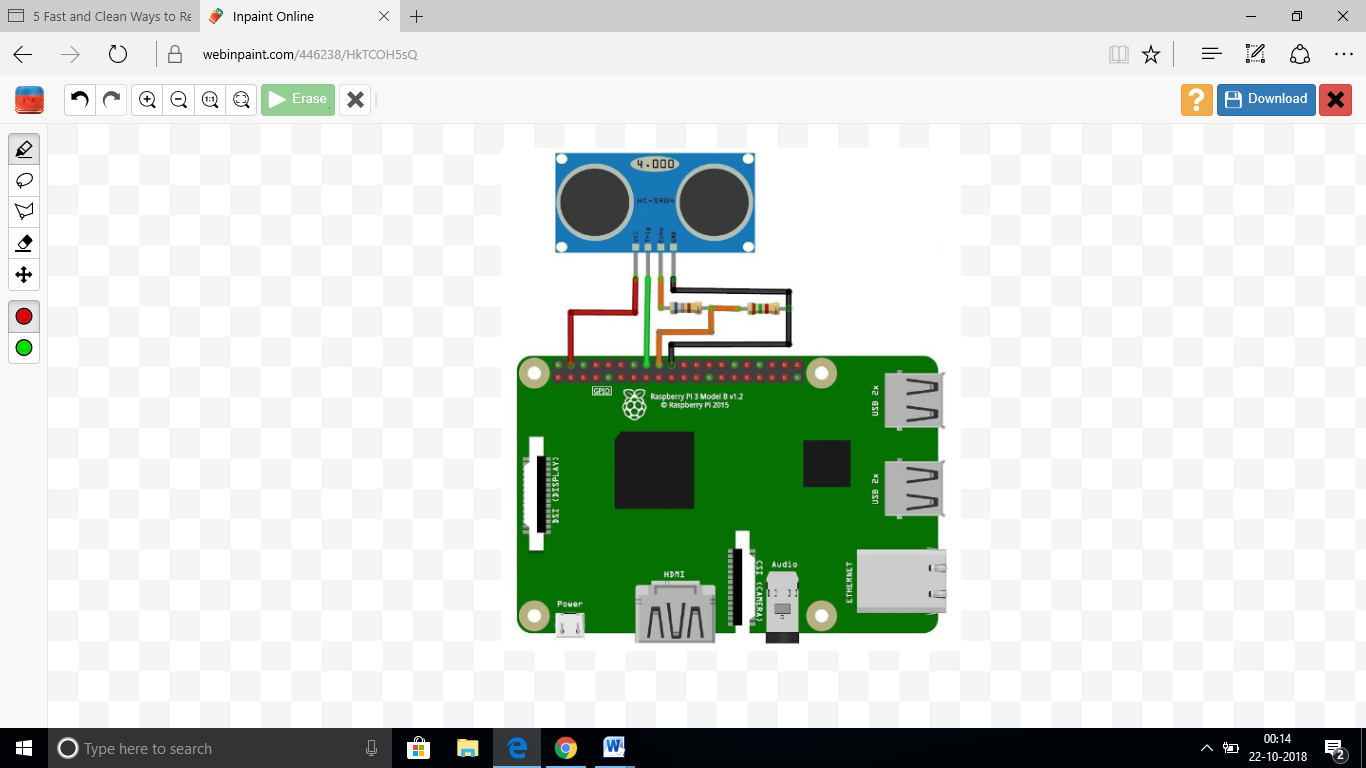 5 Fast and Clean Ways to Re
Inpaint Online
webinpaint.com/446238/HkTCOH5sQ
1:1
Erase
?
Download
4.000
HC-SR04
VCC
Trig
Echo
GND
GPIO
Raspberry Pi 3 Model B v1.2
© Raspberry Pi 2015
USB 2x
USB 2x
DSI (DISPLAY)
HDMI
CSI (CAMERA)
Audio
ETHERNET
Power
Type here to search
00:14
22-10-2018
2